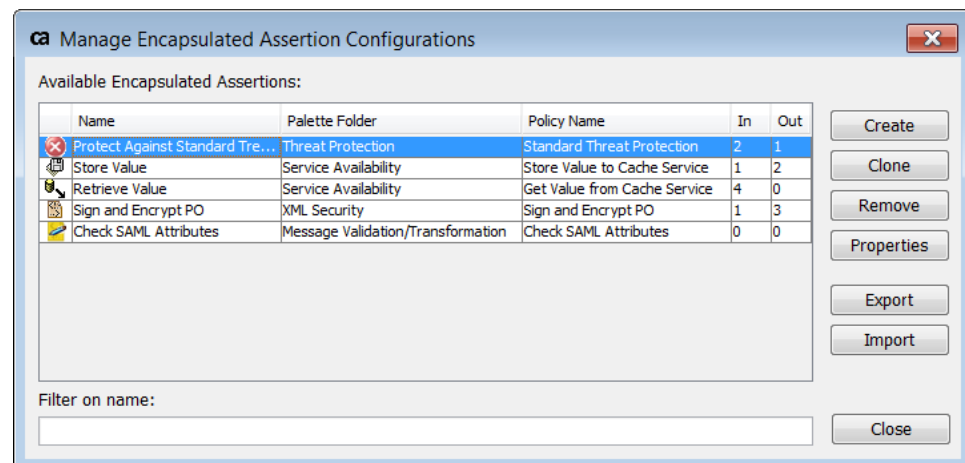 ca Manage Encapsulated Assertion Configurations
Available Encapsulated Assertions:
Name Palette Folder Policy Name In Out
Protect Against Standard Tre... Threat Protection Standard Threat Protection 2 1
Store Value Service Availability Store Value to Cache Service 1 2
Retrieve Value Service Availability Get Value from Cache Service 4 0
Sign and Encrypt PO XML Security Sign and Encrypt PO 1 3
Check SAML Attributes Message Validation/Transformation Check SAML Attributes 0 0
Create
Clone
Remove
Properties
Export
Import
Filter on name:
Close